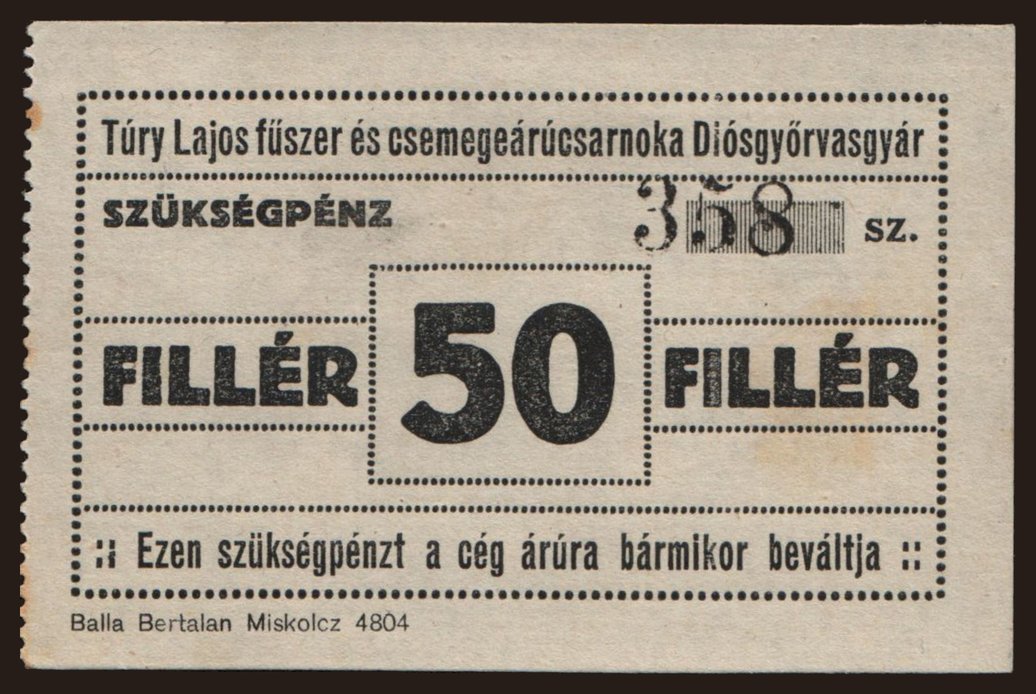 Túry Lajos fűszer és csemegeárúcsarnoka Diósgyőrvasgyár
SZÜKSÉGPÉNZ 358 sz.
FILLÉR 50 FILLÉR
:: Ezen szükségpénzt a cég árúra bármikor beváltja ::
Balla Bertalan Miskolcz 4804